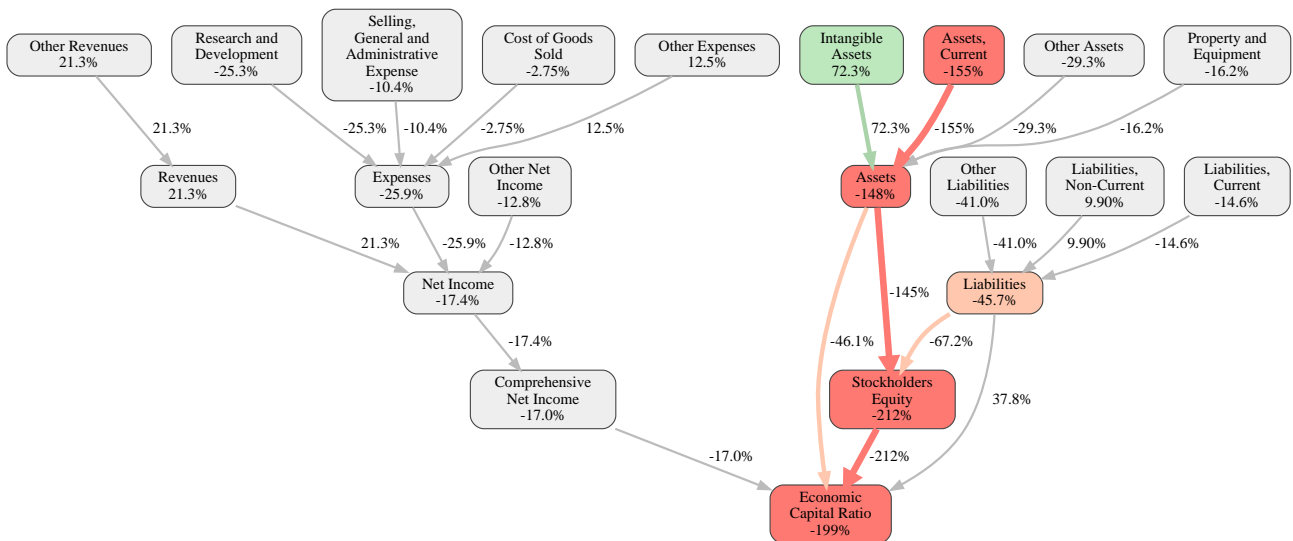 Other Revenues
21.3%
Research and
Development
-25.3%
Selling,
General and
Administrative
Expense
-10.4%
Cost of Goods
Sold
-2.75%
Other Expenses
12.5%
Intangible
Assets
72.3%
Assets,
Current
-155%
Other Assets
-29.3%
Property and
Equipment
-16.2%
21.3%
-25.3%
-10.4%
-2.75%
12.5%
72.3%
-155%
-29.3%
-16.2%
Revenues
21.3%
Expenses
-25.9%
Other Net
Income
-12.8%
Assets
-148%
Other
Liabilities
-41.0%
Liabilities,
Non-Current
9.90%
Liabilities,
Current
-14.6%
21.3%
-25.9%
-12.8%
-41.0%
9.90%
-14.6%
Net Income
-17.4%
-145%
Liabilities
-45.7%
-17.4%
-46.1%
-67.2%
Comprehensive
Net Income
-17.0%
Stockholders
Equity
-212%
37.8%
-17.0%
-212%
Economic
Capital Ratio
-199%